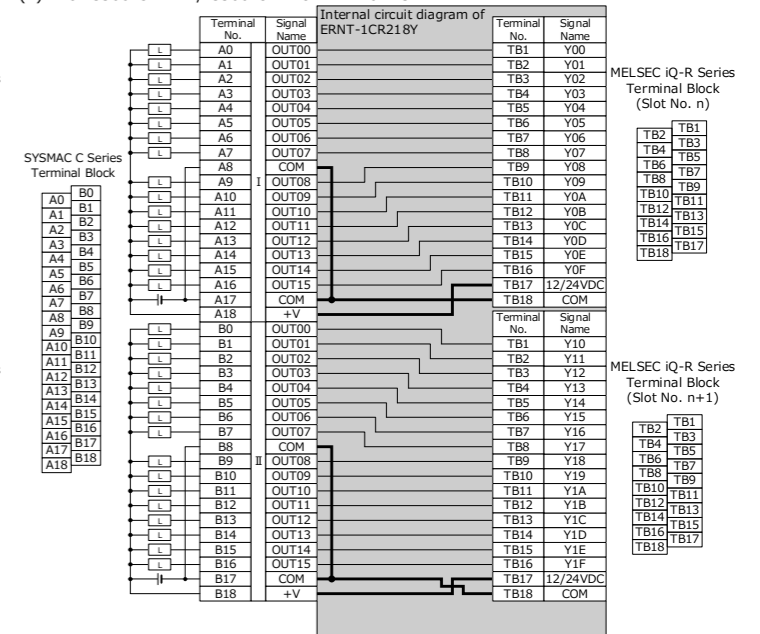 Internal circuit diagram of
ERNT-1CR218Y
Terminal No. Signal Name Terminal No. Signal Name
L A0 OUT00 TB1 Y00
L A1 OUT01 TB2 Y01
L A2 OUT02 TB3 Y02
L A3 OUT03 TB4 Y03
L A4 OUT04 TB5 Y04
L A5 OUT05 TB6 Y05
L A6 OUT06 TB7 Y06
L A7 OUT07 TB8 Y07
A8 COM TB9 Y08
L A9 I OUT08 TB10 Y09
L A10 OUT09 TB11 Y0A
L A11 OUT10 TB12 Y0B
L A12 OUT11 TB13 Y0C
L A13 OUT12 TB14 Y0D
L A14 OUT13 TB15 Y0E
L A15 OUT14 TB16 Y0F
L A16 OUT15 TB17 12/24VDC
A17 COM TB18 COM
A18 +V
Terminal No. Signal Name
L B0 OUT00 TB1 Y10
L B1 OUT01 TB2 Y11
L B2 OUT02 TB3 Y12
L B3 OUT03 TB4 Y13
L B4 OUT04 TB5 Y14
L B5 OUT05 TB6 Y15
L B6 OUT06 TB7 Y16
L B7 OUT07 TB8 Y17
B8 COM
L B9 II OUT08 TB9 Y18
L B10 OUT09 TB10 Y19
L B11 OUT10 TB11 Y1A
L B12 OUT11 TB12 Y1B
L B13 OUT12 TB13 Y1C
L B14 OUT13 TB14 Y1D
L B15 OUT14 TB15 Y1E
L B16 OUT15 TB16 Y1F
B17 COM TB17 12/24VDC
B18 +V TB18 COM
SYSMAC C Series
Terminal Block
B0
A0
B1
A1
B2
A2
B3
A3
B4
A4
B5
A5
B6
A6
B7
A7
B8
A8
B9
A9
B10
A10
B11
A11
B12
A12
B13
A13
B14
A14
B15
A15
B16
A16
B17
A17
B18
A18
MELSEC iQ-R Series
Terminal Block
(Slot No. n)
TB1
TB2
TB3
TB4
TB5
TB6
TB7
TB8
TB9
TB10
TB11
TB12
TB13
TB14
TB15
TB16
TB17
TB18
MELSEC iQ-R Series
Terminal Block
(Slot No. n+1)
TB1
TB2
TB3
TB4
TB5
TB6
TB7
TB8
TB9
TB10
TB11
TB12
TB13
TB14
TB15
TB16
TB17
TB18